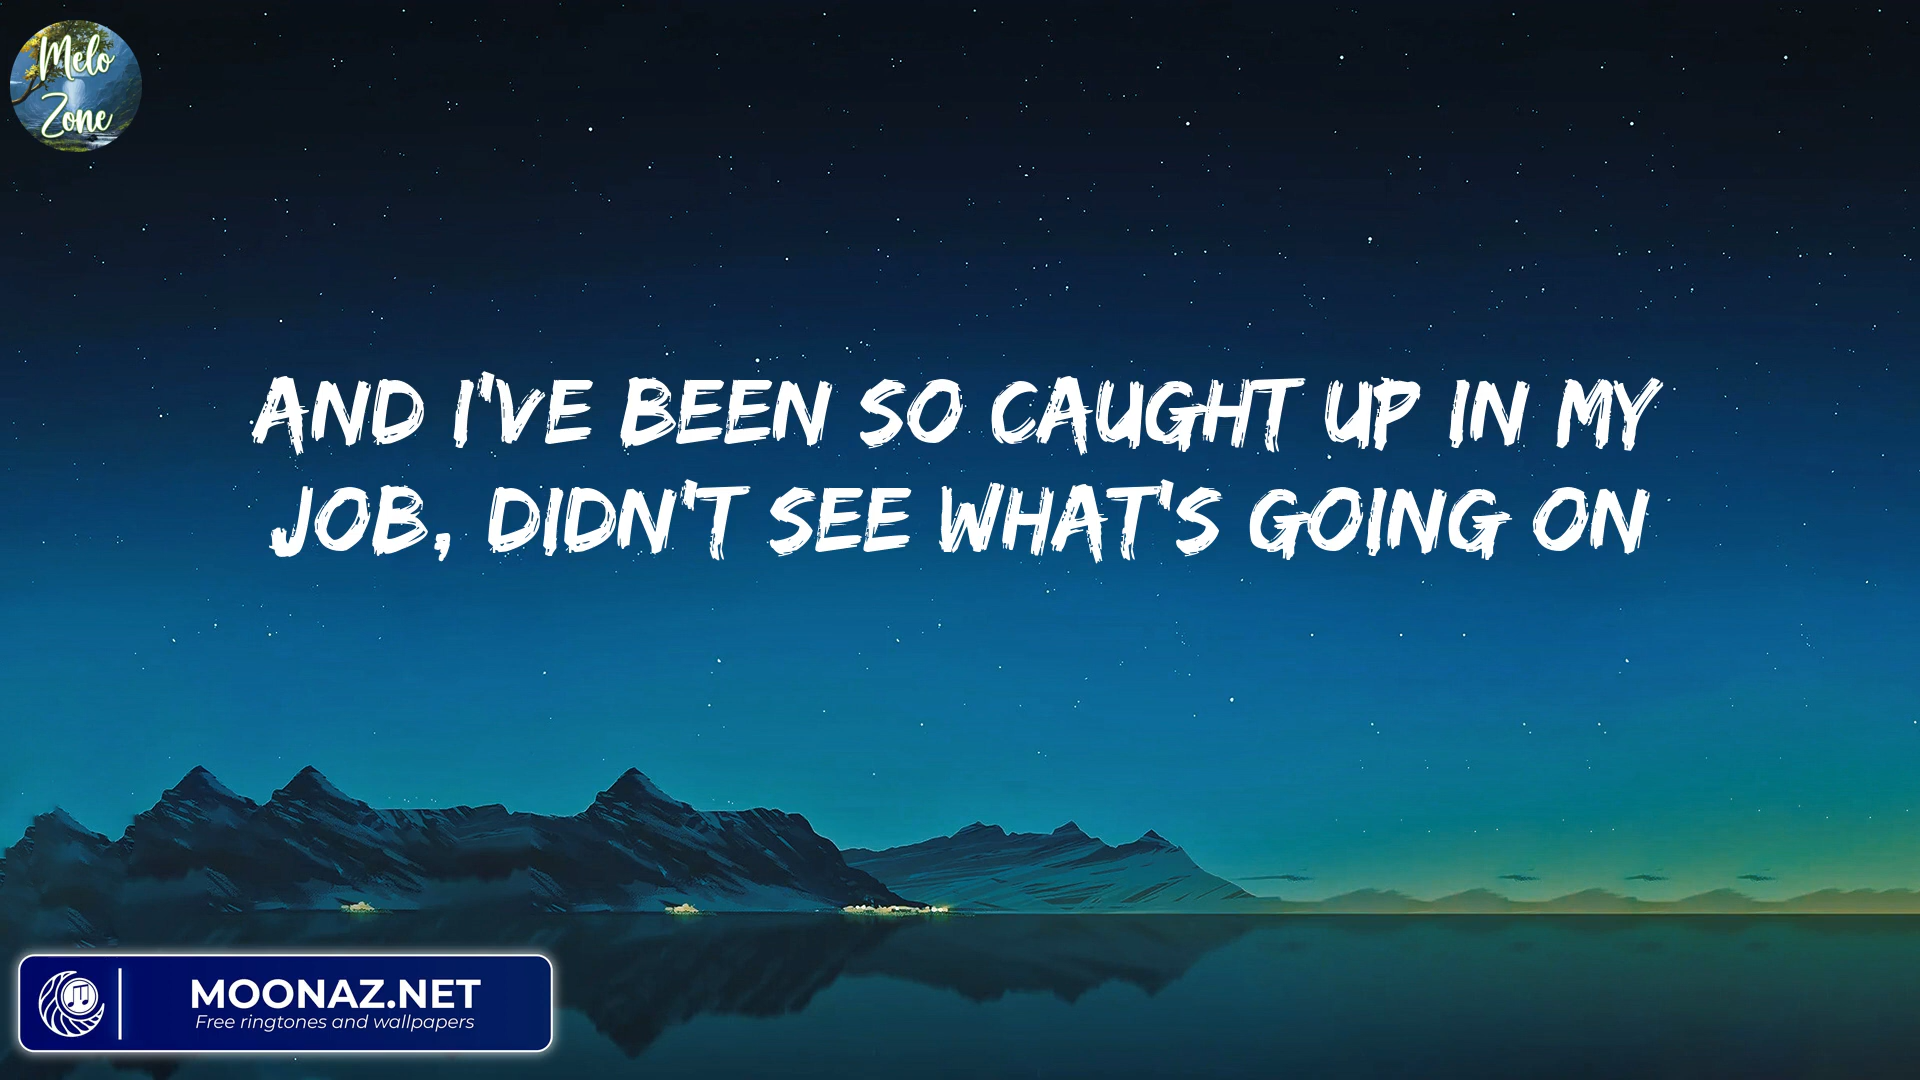 Melo
Zone
AND I'VE BEEN SO CAUGHT UP IN MY
JOB, DIDN'T SEE WHAT'S GOING ON
MOONAZ.NET
Free ringtones and wallpapers